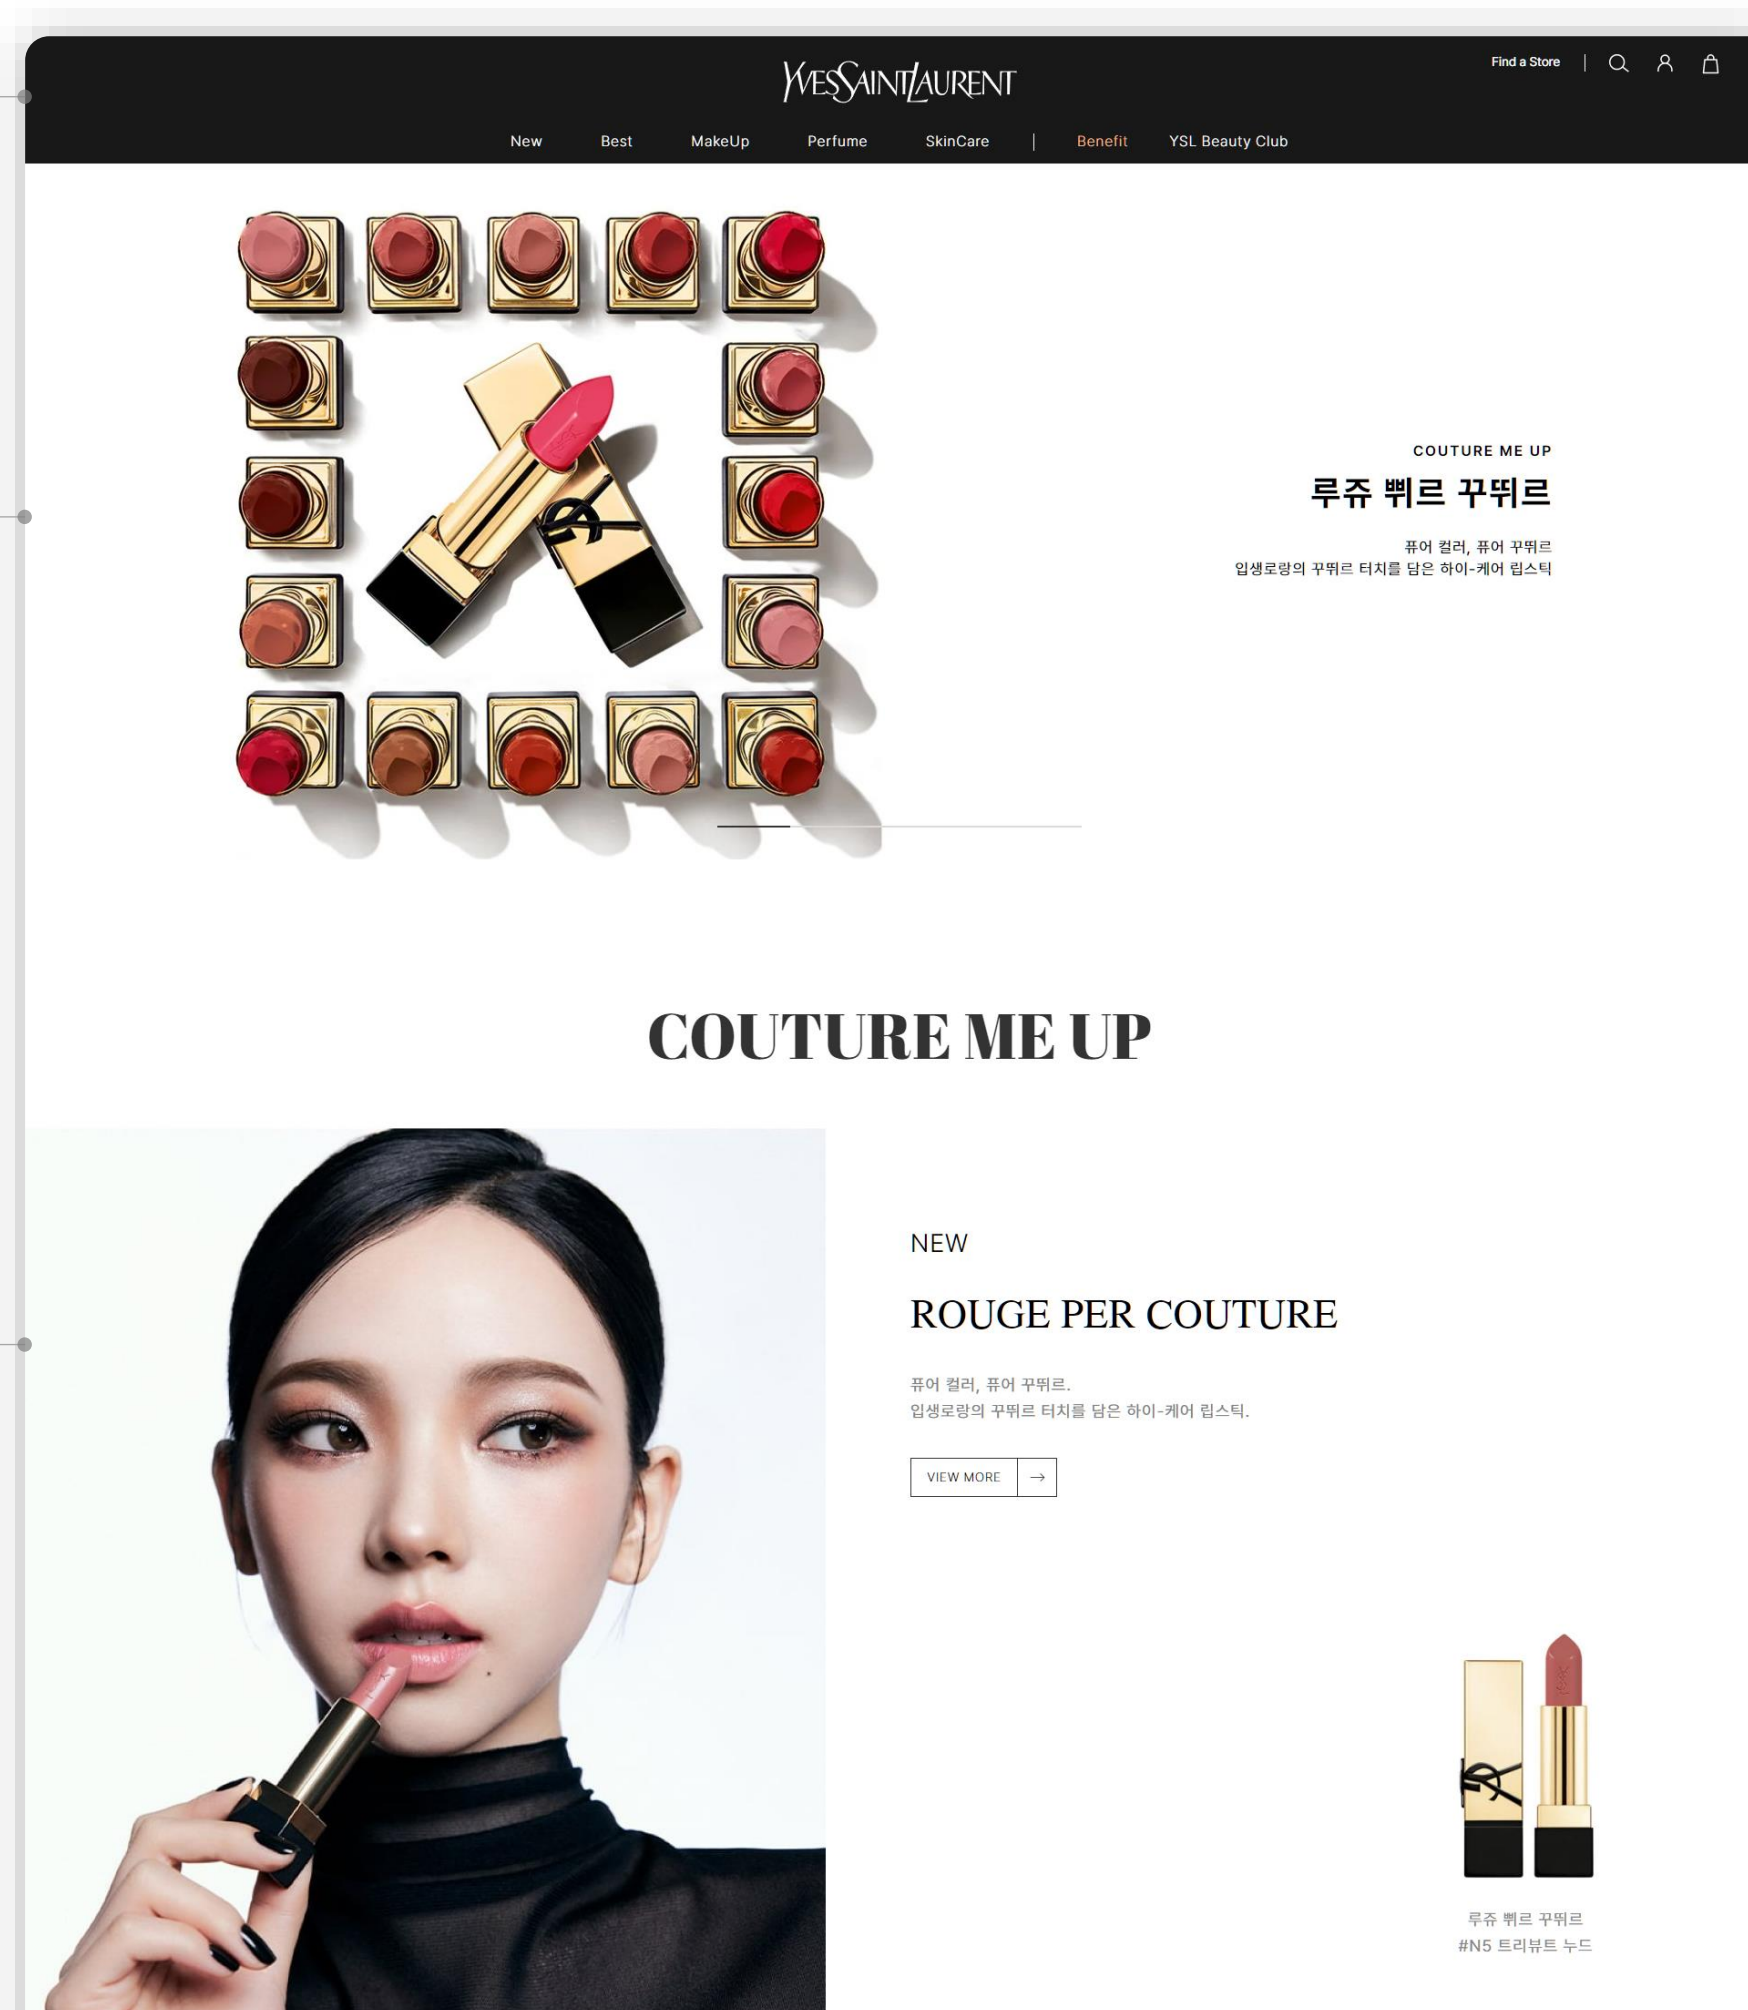 YVESSAINTLAURENT
Find a Store
New Best MakeUp Perfume SkinCare | Benefit YSL Beauty Club
COUTURE ME UP
루쥬 쀠르 꾸뛰르
퓨어 컬러, 퓨어 꾸뛰르
입생로랑의 꾸뛰르 터치를 담은 하이-케어 립스틱
COUTURE ME UP
NEW
ROUGE PER COUTURE
퓨어 컬러, 퓨어 꾸뛰르.
입생로랑의 꾸뛰르 터치를 담은 하이-케어 립스틱.
VIEW MORE →
루쥬 쀠르 꾸뛰르
#N5 트리뷰트 누드